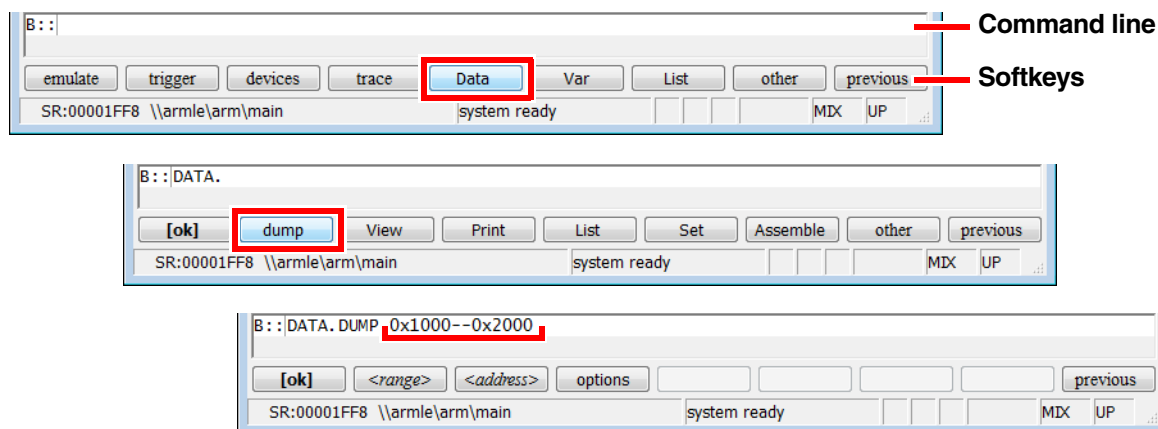 B::
Command line
emulate trigger devices trace Data Var List other previous
Softkeys
SR:00001FF8 \\armle\arm\main system ready MIX UP
B::DATA.
[ok] dump View Print List Set Assemble other previous
SR:00001FF8 \\armle\arm\main system ready MIX UP
B::DATA.DUMP 0x1000--0x2000
[ok] <range> <address> options previous
SR:00001FF8 \\armle\arm\main system ready MIX UP